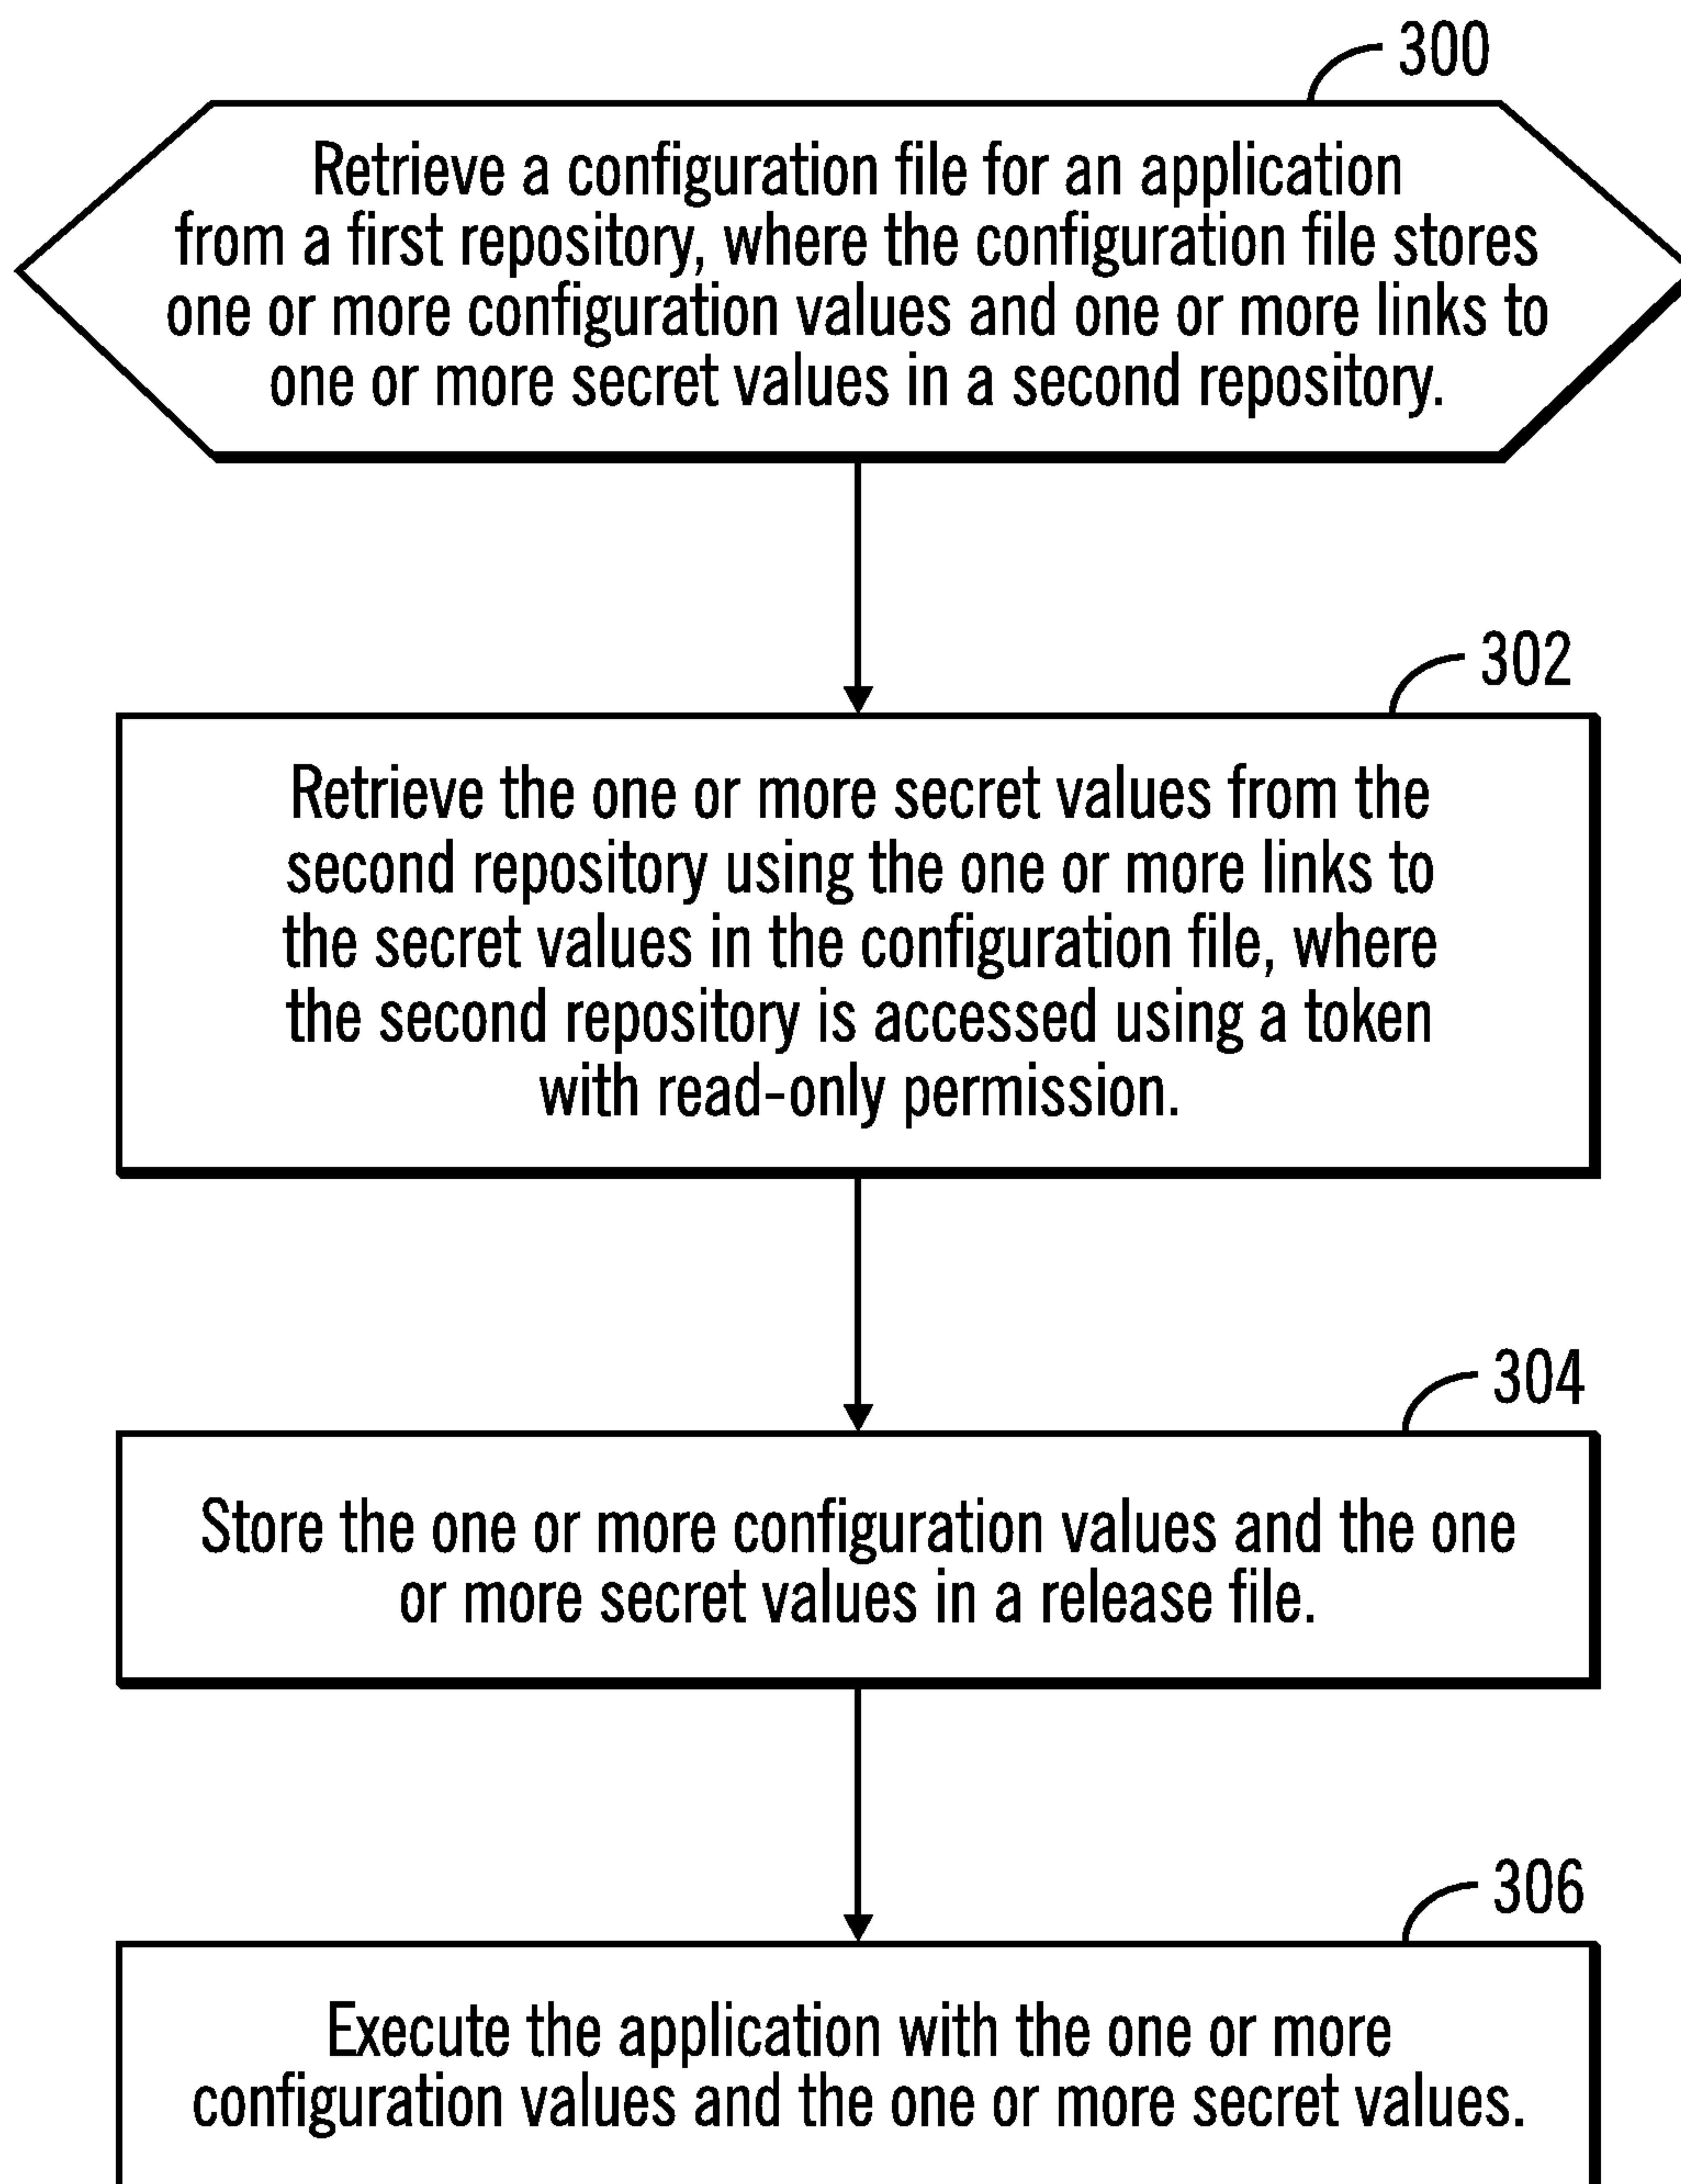 300
Retrieve a configuration file for an application
from a first repository, where the configuration file stores
one or more configuration values and one or more links to
one or more secret values in a second repository.
302
Retrieve the one or more secret values from the
second repository using the one or more links to
the secret values in the configuration file, where
the second repository is accessed using a token
with read-only permission.
304
Store the one or more configuration values and the one
or more secret values in a release file.
306
Execute the application with the one or more
configuration values and the one or more secret values.